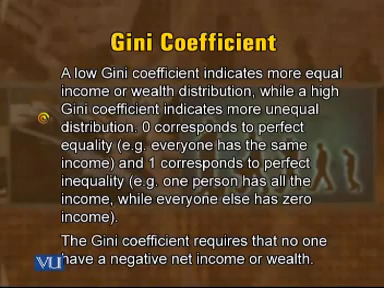 Gini Coefficient
A low Gini coefficient indicates more equal
income or wealth distribution, while a high
Gini coefficient indicates more unequal
distribution. 0 corresponds to perfect
equality (e.g. everyone has the same
income) and 1 corresponds to perfect
inequality (e.g. one person has all the
income, while everyone else has zero
income).
The Gini coefficient requires that no one
have a negative net income or wealth.
VU